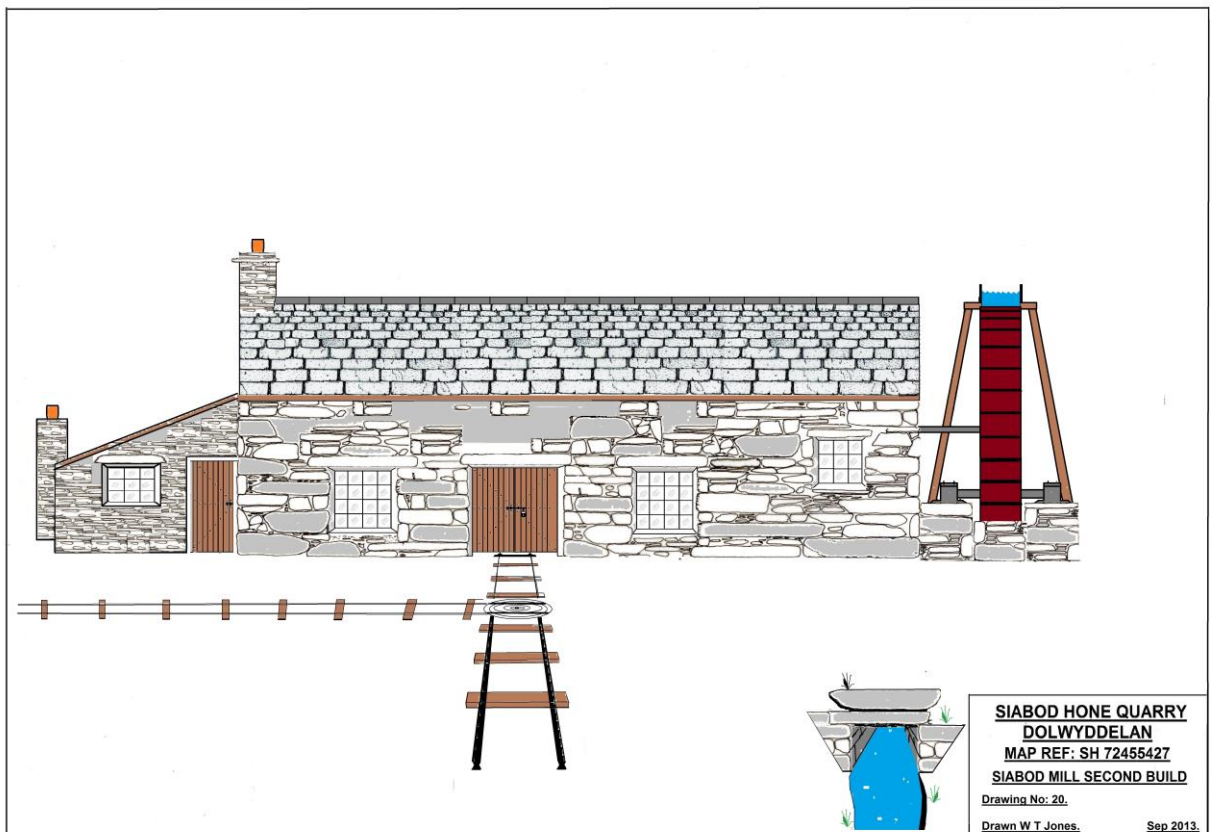 SIABOD HONE QUARRY
DOLWYDDELAN
MAP REF: SH 72455427
SIABOD MILL SECOND BUILD
Drawing No: 20.
Drawn W T Jones. Sep 2013.